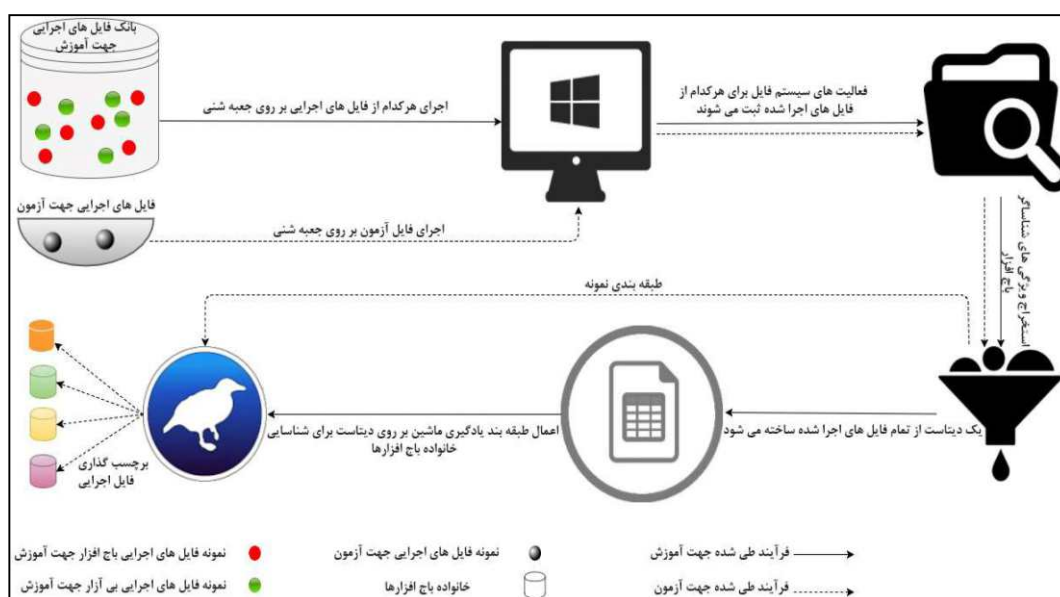 بانک فایل های اجرایی
جهت آموزش
اجرای هرکدام از فایل های اجرایی بر روی جعبه شنی
فعالیت های سیستم فایل برای هرکدام از
فایل های اجرا شده ثبت می شوند
فایل های اجرایی جهت آزمون
اجرای فایل آزمون بر روی جعبه شنی
استخراج ویژگی های شناساگر
باج افزار
طبقه بندی نمونه
یک دیتاست از تمام فایل های اجرا شده ساخته می شود
اعمال طبقه بند یادگیری ماشین بر روی دیتاست برای شناسایی
خانواده باج افزارها
برچسب گذاری
فایل اجرایی
فرآیند طی شده جهت آموزش
نمونه فایل های اجرایی جهت آزمون
نمونه فایل های اجرایی باج افزار جهت آموزش
فرآیند طی شده جهت آزمون
خانواده باج افزارها
نمونه فایل های اجرایی بی آزار جهت آموزش